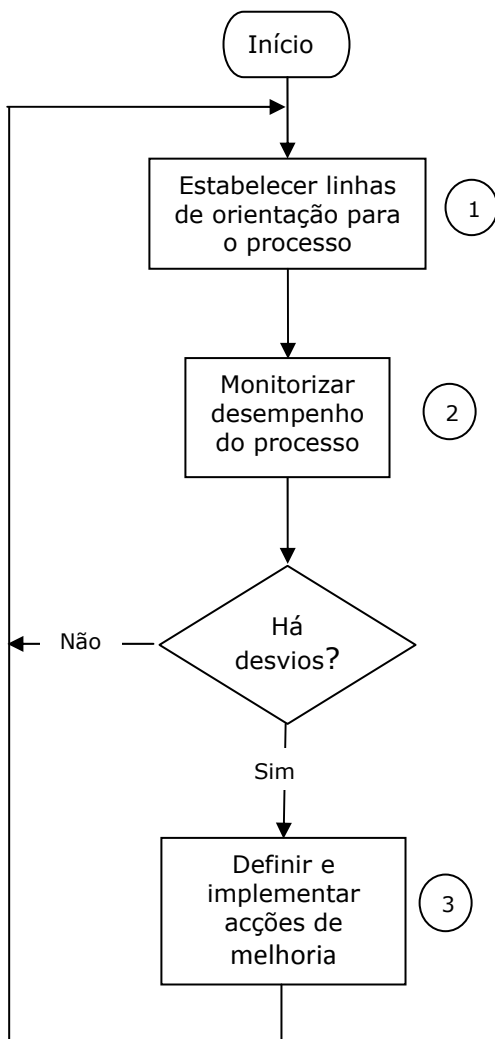 Início
Estabelecer linhas
de orientação para
o processo
1
Monitorizar
desempenho
do processo
2
Há
desvios?
Não
Sim
Definir e
implementar
acções de
melhoria
3